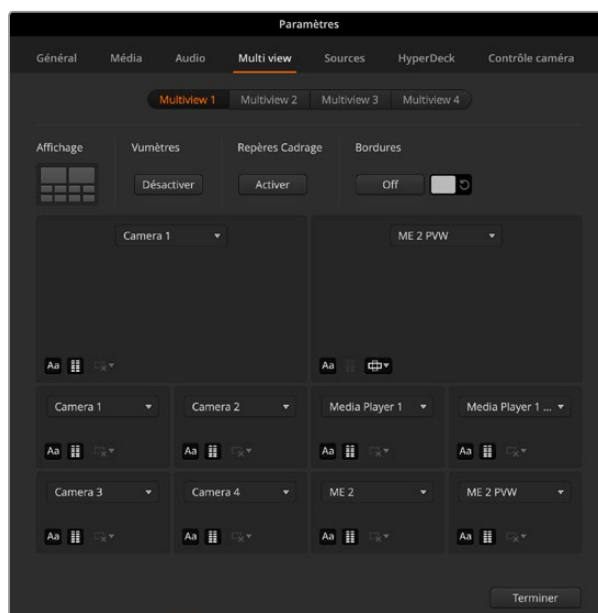 Paramètres
Général Média Audio Multi view Sources HyperDeck Contrôle caméra
Multiview 1 Multiview 2 Multiview 3 Multiview 4
Affichage Vumètres Repères Cadrage Bordures
Désactiver Activer Off
Camera 1 ME 2 PVW
Aa Aa
Camera 1 Camera 2 Media Player 1 Media Player 1 ...
Aa Aa Aa Aa
Camera 3 Camera 4 ME 2 ME 2 PVW
Aa Aa Aa Aa
Terminer